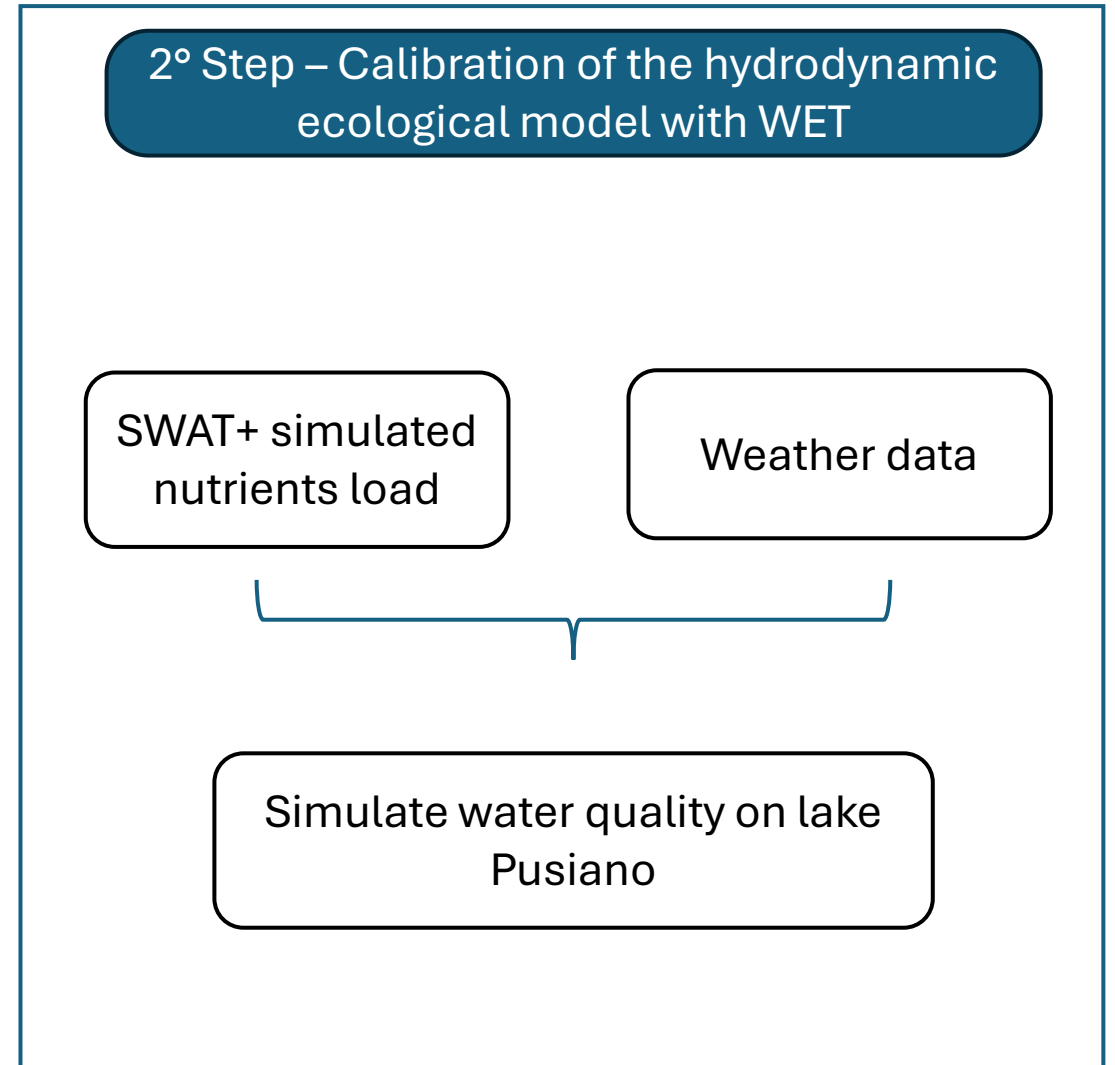 2° Step – Calibration of the hydrodynamic
ecological model with WET
SWAT+ simulated
nutrients load
Weather data
Simulate water quality on lake
Pusiano